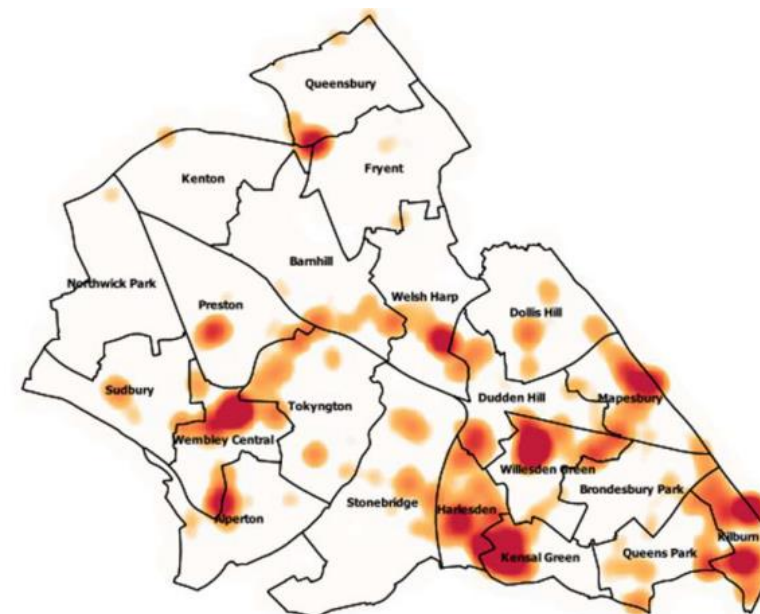 Queensbury
Fryent
Kenton
Barnhill
Northwick Park
Welsh Harp
Preston
Dollis Hill
Sudbury
Dudden Hill
Mapesbury
Tokyngton
Wembley Central
Willesden Green
Brondesbury Park
Stonebridge
Harlesden
Alperton
Kilburn
Queens Park
Kensal Green